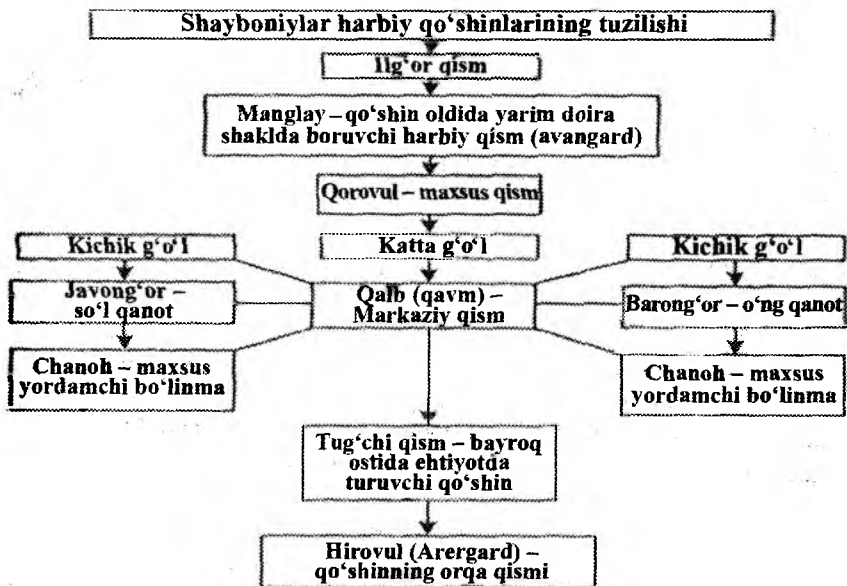 Shayboniylar harbiy qo‘shinlarining tuzilishi
Ilg‘or qism
Manglay – qo‘shin oldida yarim doira
shaklda boruvchi harbiy qism (avangard)
Qorovul – maxsus qism
Kichik g‘o‘l
Katta g‘o‘l
Kichik g‘o‘l
Javong‘or –
so‘l qanot
Qalb (qavm) –
Markaziy qism
Barong‘or – o‘ng qanot
Chanoh – maxsus
yordamchi bo‘linma
Chanoh – maxsus
yordamchi bo‘linma
Tug‘chi qism – bayroq
ostida ehtiyotda
turuvchi qo‘shin
Hirovul (Arergard) –
qo‘shinning orqa qismi